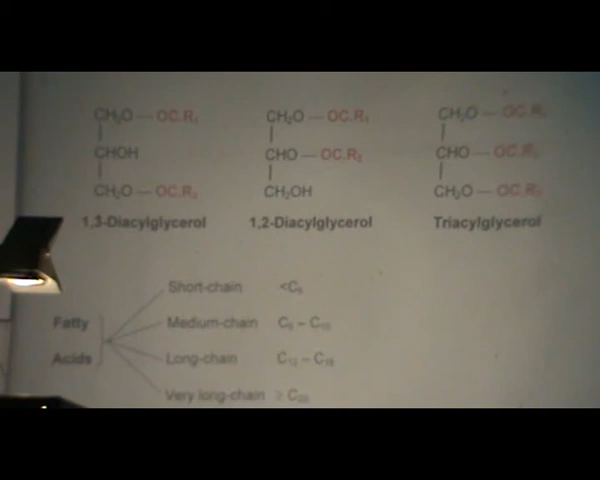 CH₂O — OC.R₁ CH₂O — OC.R₁ CH₂O — OC.R₁
CHOH CHO — OC.R₂ CHO — OC.R₂
CH₂O — OC.R₃ CH₂OH CH₂O — OC.R₃
1,3-Diacylglycerol 1,2-Diacylglycerol Triacylglycerol
Short-chain
Fatty Medium-chain
Acids Long-chain
Very long-chain